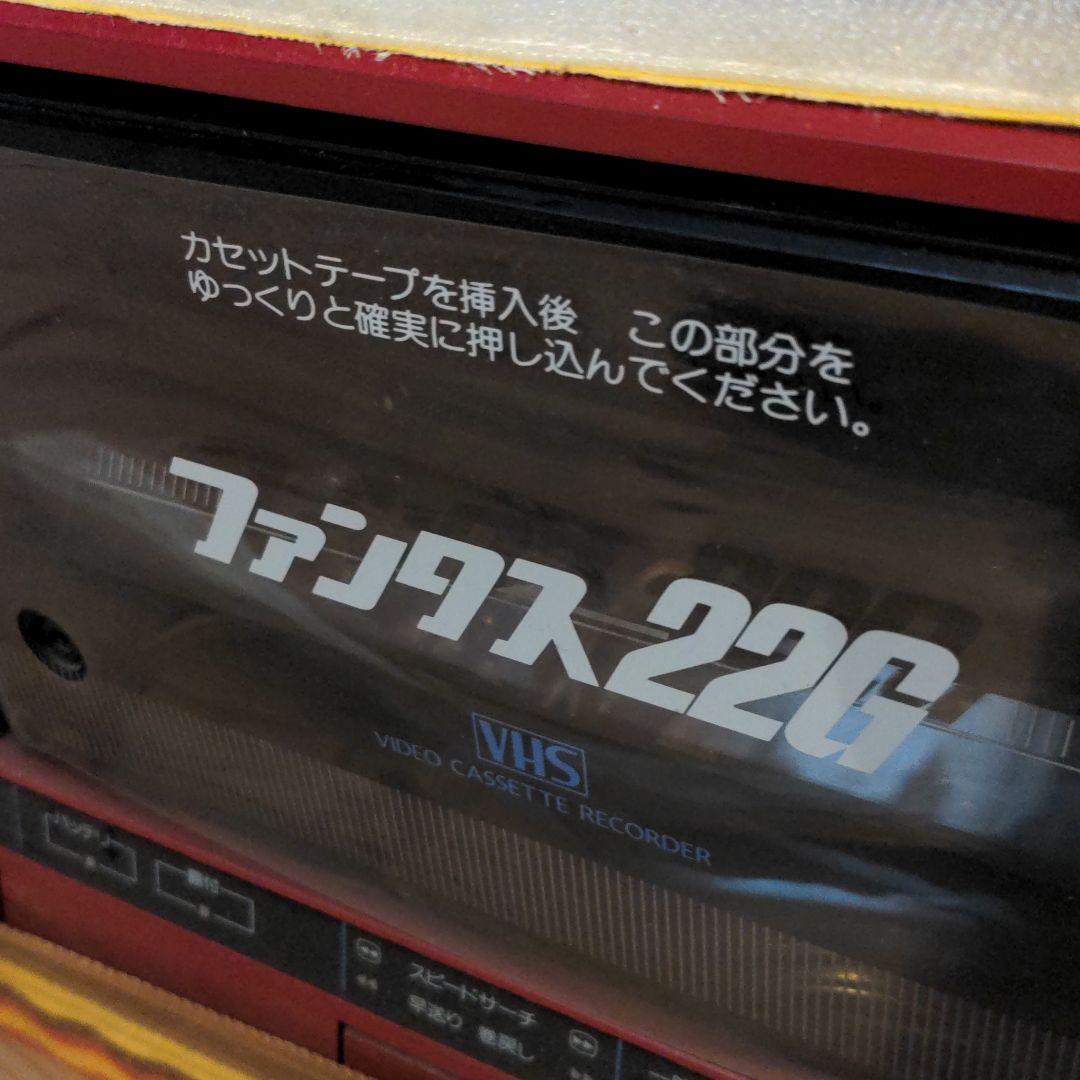 カセットテープを挿入後　この部分を
ゆっくりと確実に押し込んでください。
ファンタス22G
VHS
VIDEO CASSETTE RECORDER
スピードサーチ
早送り 巻戻し